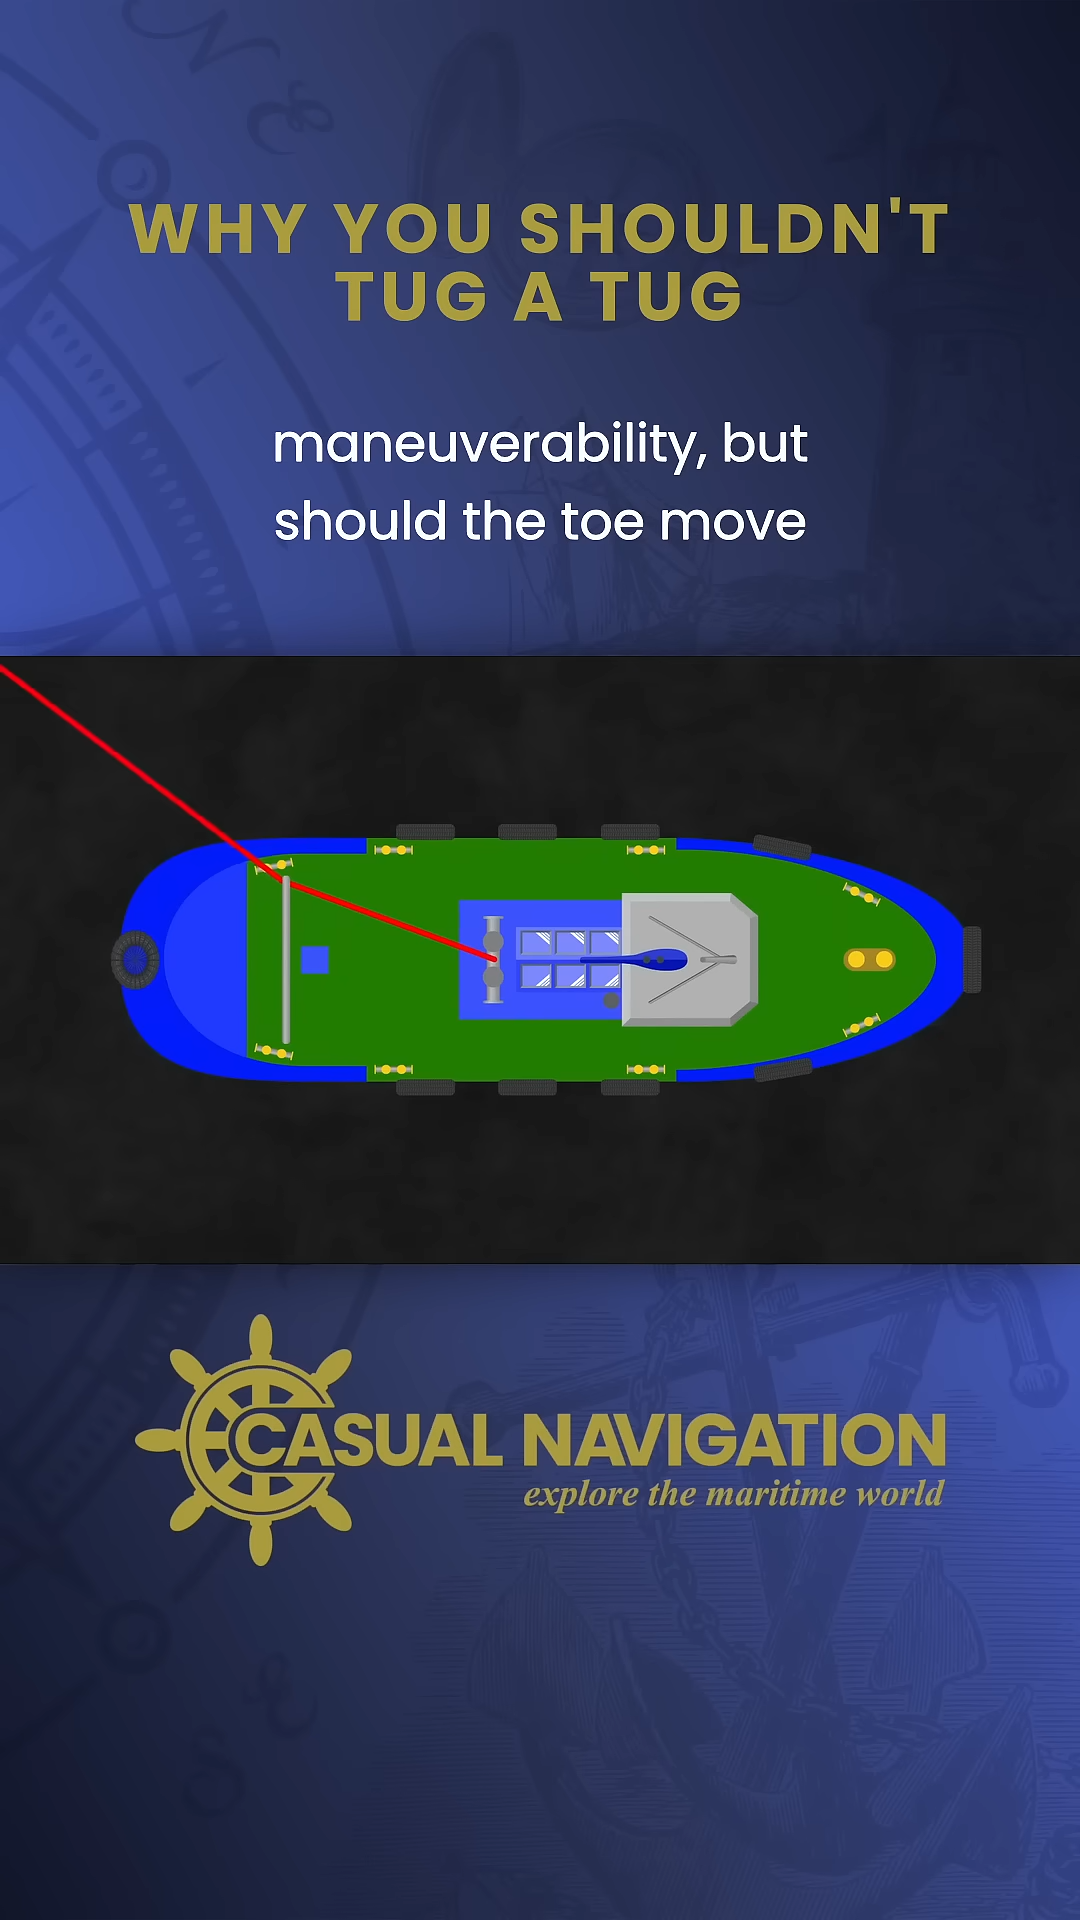 N
E
WHY YOU SHOULDN'T
TUG A TUG
maneuverability, but
should the toe move
CASUAL NAVIGATION
explore the maritime world
S